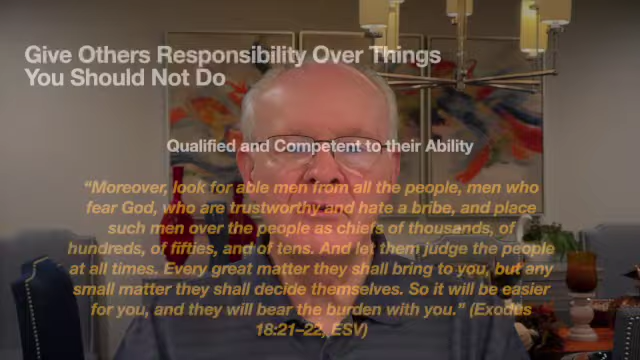 Give Others Responsibility Over Things
You Should Not Do
Qualified and Competent to their Ability
“Moreover, look for able men from all the people, men who
fear God, who are trustworthy and hate a bribe, and place
such men over the people as chiefs of thousands, of
hundreds, of fifties, and of tens. And let them judge the people
at all times. Every great matter they shall bring to you, but any
small matter they shall decide themselves. So it will be easier
for you, and they will bear the burden with you.” (Exodus
18:21–22, ESV)